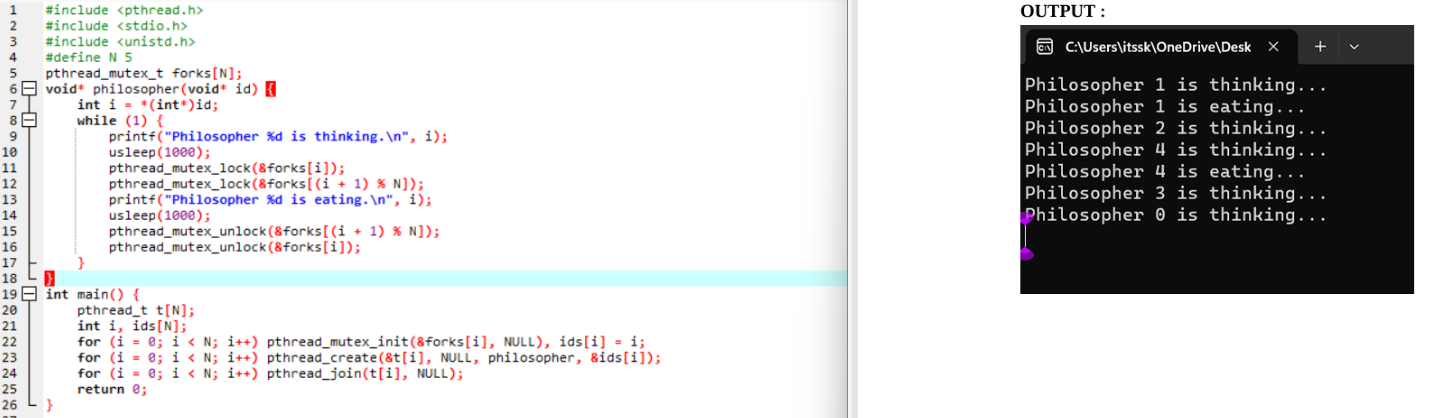 1 #include <pthread.h>
2 #include <stdio.h>
3 #include <unistd.h>
4 #define N 5
5 pthread_mutex_t forks[N];
6 void* philosopher(void* id) {
7     int i = *(int*)id;
8     while (1) {
9         printf("Philosopher %d is thinking.\n", i);
10         usleep(1000);
11         pthread_mutex_lock(&forks[i]);
12         pthread_mutex_lock(&forks[(i + 1) % N]);
13         printf("Philosopher %d is eating.\n", i);
14         usleep(1000);
15         pthread_mutex_unlock(&forks[(i + 1) % N]);
16         pthread_mutex_unlock(&forks[i]);
17     }
18 }
19 int main() {
20     pthread_t t[N];
21     int i, ids[N];
22     for (i = 0; i < N; i++) pthread_mutex_init(&forks[i], NULL), ids[i] = i;
23     for (i = 0; i < N; i++) pthread_create(&t[i], NULL, philosopher, &ids[i]);
24     for (i = 0; i < N; i++) pthread_join(t[i], NULL);
25     return 0;
26 }
OUTPUT :
C:\Users\itssk\OneDrive\Desk
Philosopher 1 is thinking...
Philosopher 1 is eating...
Philosopher 2 is thinking...
Philosopher 4 is thinking...
Philosopher 4 is eating...
Philosopher 3 is thinking...
Philosopher 0 is thinking...